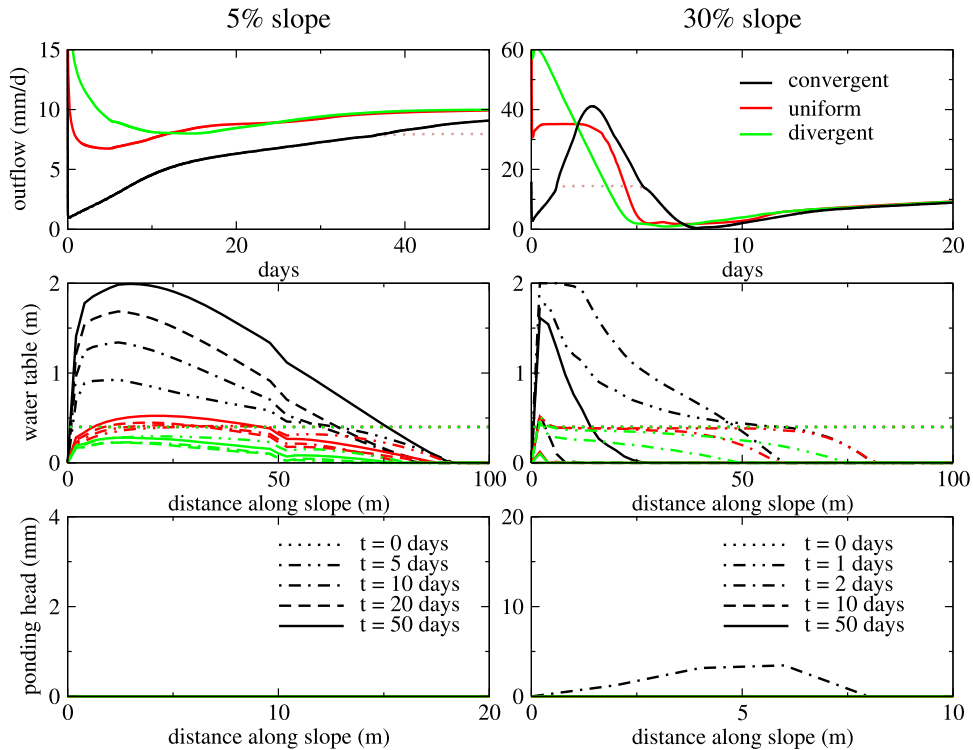 5% slope
30% slope
outflow (mm/d)
15
10
5
0
0
20
40
days
60
40
20
0
0
10
20
days
convergent
uniform
divergent
water table (m)
2
1
0
0
50
100
distance along slope (m)
2
1
0
0
50
100
distance along slope (m)
ponding head (mm)
4
2
0
0
10
20
distance along slope (m)
t = 0 days
t = 5 days
t = 10 days
t = 20 days
t = 50 days
20
10
0
0
5
10
distance along slope (m)
t = 0 days
t = 1 days
t = 2 days
t = 10 days
t = 50 days